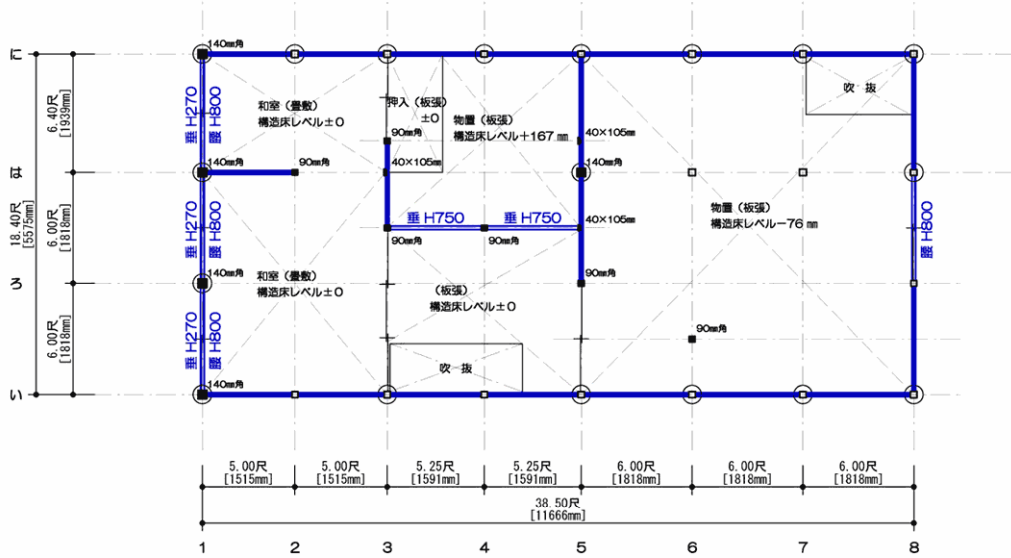 140mm角
に
6.40尺
[1939mm]
垂 H270
腰 H800
和室（畳敷）
構造床レベル±0
押入（板張）
±0
物置（板張）
構造床レベル+167 mm
吹 抜
90mm角
40×105mm
140mm角
90mm角
40×105mm
140mm角
は
18.40尺
[5575mm]
6.00尺
[1818mm]
垂 H270
腰 H800
垂 H750
垂 H750
40×105mm
物置（板張）
構造床レベルー76 mm
腰 H800
90mm角
90mm角
140mm角
90mm角
ろ
和室（畳敷）
構造床レベル±0
（板張）
構造床レベル±0
6.00尺
[1818mm]
垂 H270
腰 H800
90mm角
吹 抜
140mm角
い
5.00尺
[1515mm]
5.00尺
[1515mm]
5.25尺
[1591mm]
5.25尺
[1591mm]
6.00尺
[1818mm]
6.00尺
[1818mm]
6.00尺
[1818mm]
38.50尺
[11666mm]
1 2 3 4 5 6 7 8